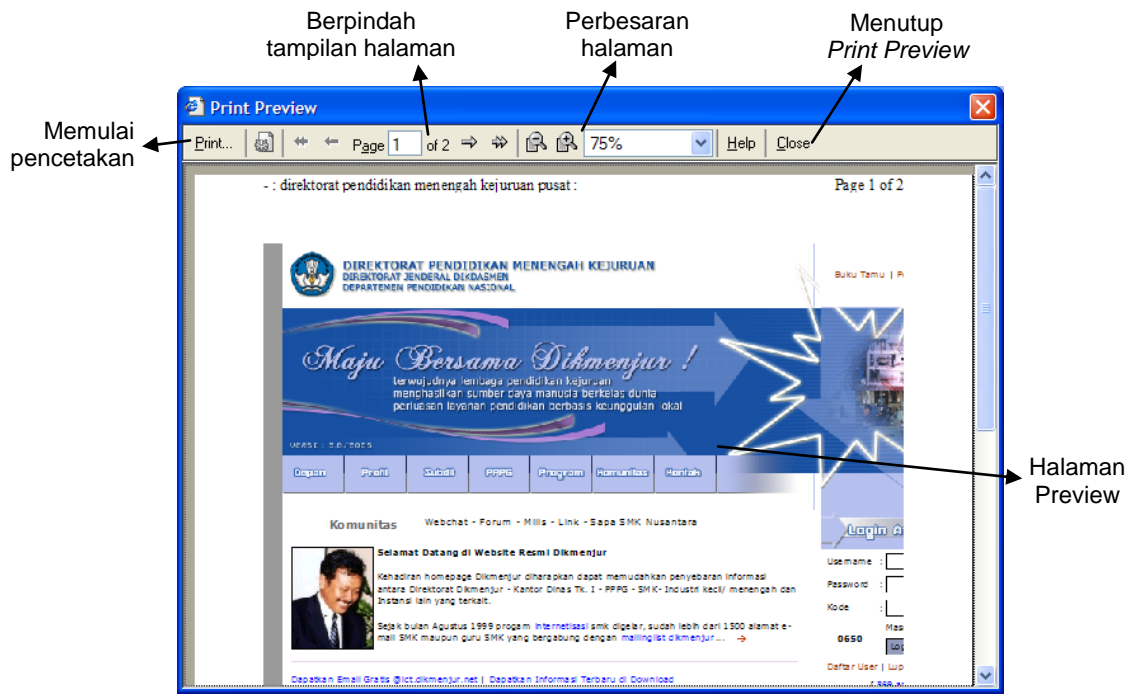 Berpindah
tampilan halaman
Perbesaran
halaman
Menutup
Print Preview
Memulai
pencetakan
Print Preview
Print... Page 1 of 2 75% Help Close
- : direktorat pendidikan menengah kejuruan pusat : Page 1 of 2
DIREKTORAT PENDIDIKAN MENENGAH KEJURUAN
DIREKTORAT JENDERAL DIKDASMEN
DEPARTEMEN PENDIDIKAN NASIONAL
Buku Tamu |
Maju Bersama Dikmenjur !
terwujudnya lembaga pendidikan kejuruan
menghasilkan sumber daya manusia berkelas dunia
perluasan layanan pendidikan berbasis keunggulan lokal
Depan Profil Subdit PPPG Program Komunitas Kontak
Halaman
Preview
Komunitas Webchat - Forum - Milis - Link - Sapa SMK Nusantara
Login
Selamat Datang di Website Resmi Dikmenjur
Kehadiran homepage Dikmenjur diharapkan dapat memudahkan penyebaran informasi
antara Direktorat Dikmenjur - Kantor Dinas Tk. I - PPPG - SMK- Industri kecil/ menengah dan
Instansi lain yang terkait.
Sejak bulan Agustus 1999 progam internetisasi smk digelar, sudah lebih dari 1500 alamat e-
mail SMK maupun guru SMK yang bergabung dengan mailinglist dikmenjur...
Username :
Password :
Kode :
Mas
0650
Daftar User | Lup
Dapatkan Email Gratis @ict.dikmenjur.net | Dapatkan Informasi Terbaru di Download